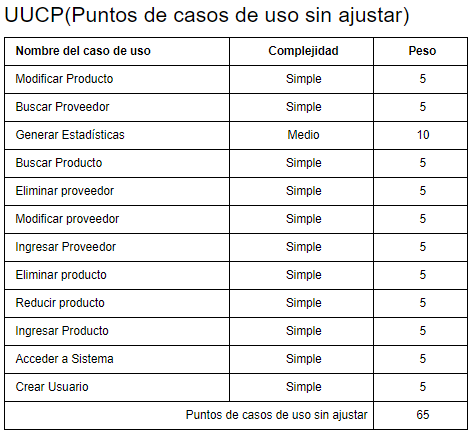 UUCP(Puntos de casos de uso sin ajustar)
Nombre del caso de uso Complejidad Peso
Modificar Producto Simple 5
Buscar Proveedor Simple 5
Generar Estadísticas Medio 10
Buscar Producto Simple 5
Eliminar proveedor Simple 5
Modificar proveedor Simple 5
Ingresar Proveedor Simple 5
Eliminar producto Simple 5
Reducir producto Simple 5
Ingresar Producto Simple 5
Acceder a Sistema Simple 5
Crear Usuario Simple 5
Puntos de casos de uso sin ajustar 65